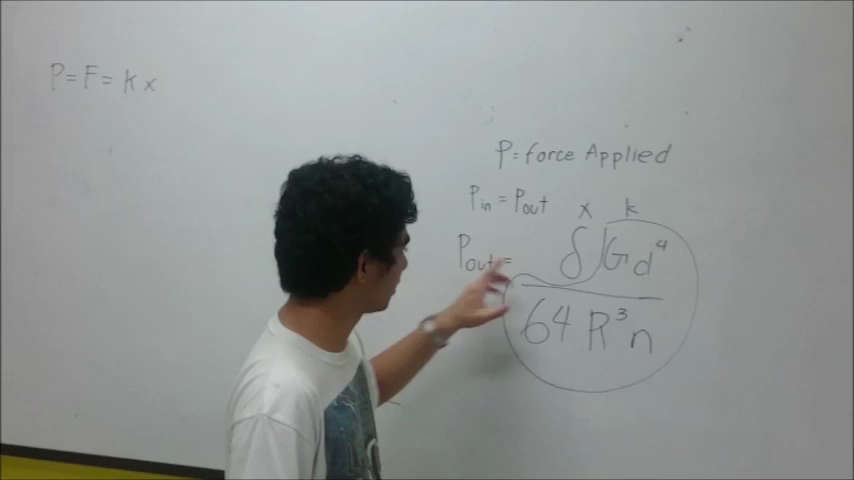 P=F= k x
P= force Applied
Pin = Pout
x k
Pout = δ G d⁴
64 R³ n